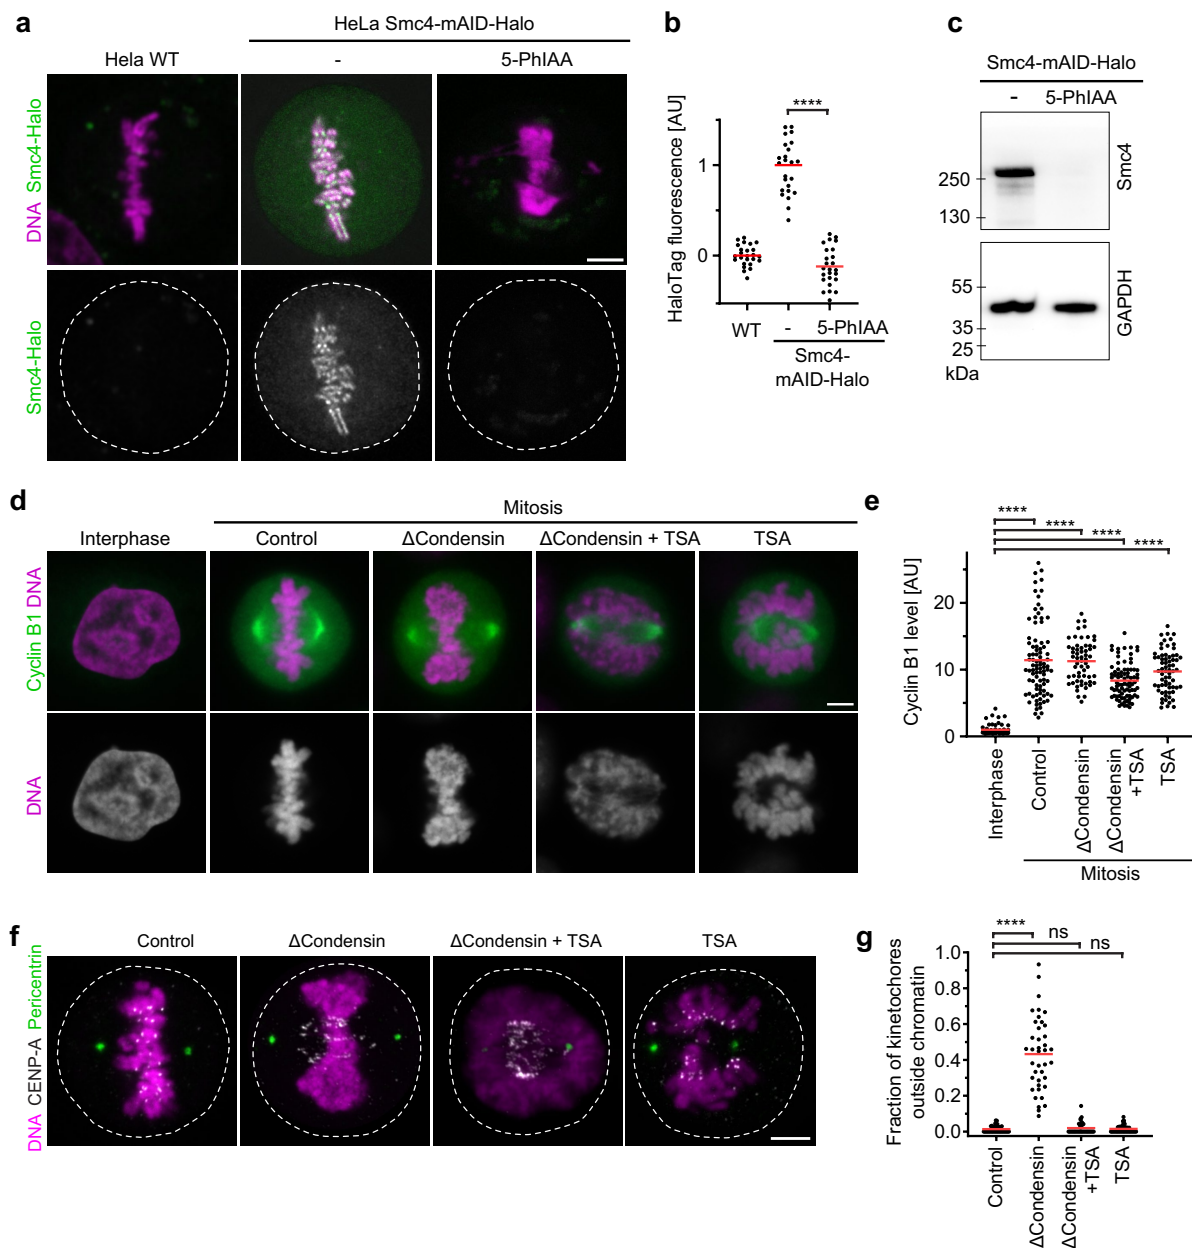 a
HeLa Smc4-mAID-Halo
Hela WT
-
5-PhIAA
DNA Smc4-Halo
Smc4-Halo
b
HaloTag fluorescence [AU]
****
1
0
WT
-
5-PhIAA
Smc4-
mAID-Halo
c
Smc4-mAID-Halo
-
5-PhIAA
250
130
Smc4
55
35
25
kDa
GAPDH
d
Mitosis
Interphase
Control
ΔCondensin
ΔCondensin + TSA
TSA
Cyclin B1 DNA
DNA
e
****
****
****
****
Cyclin B1 level [AU]
20
10
0
Interphase
Control
ΔCondensin
ΔCondensin
+TSA
TSA
Mitosis
f
Control
ΔCondensin
ΔCondensin + TSA
TSA
DNA CENP-A Pericentrin
g
****
ns
ns
Fraction of kinetochores
outside chromatin
1.0
0.8
0.6
0.4
0.2
0.0
Control
ΔCondensin
ΔCondensin
+TSA
TSA